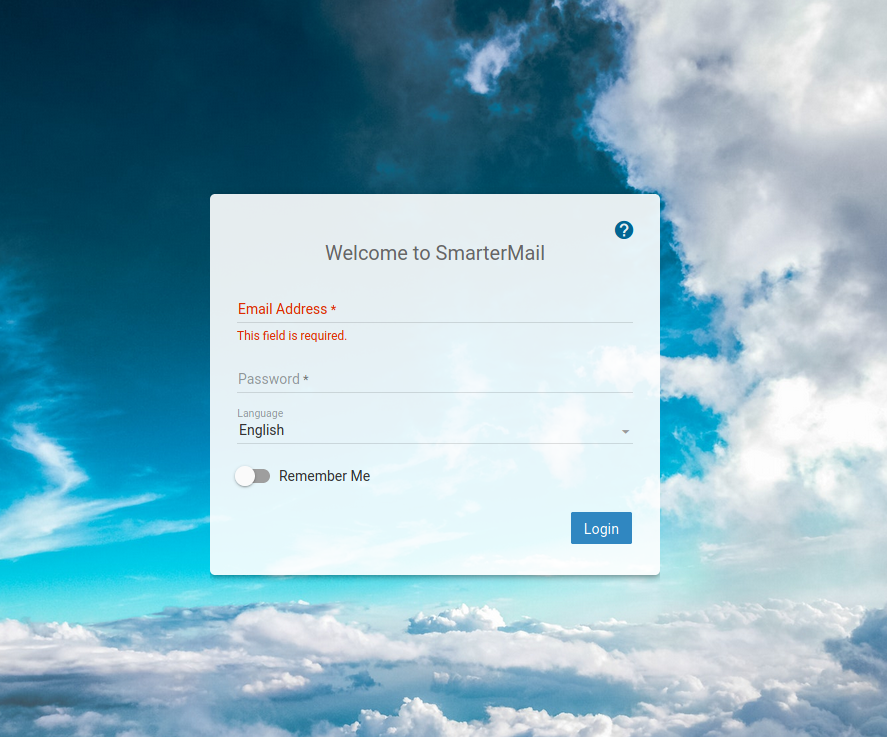 ?
Welcome to SmarterMail
Email Address *
This field is required.
Password *
Language
English
Remember Me
Login